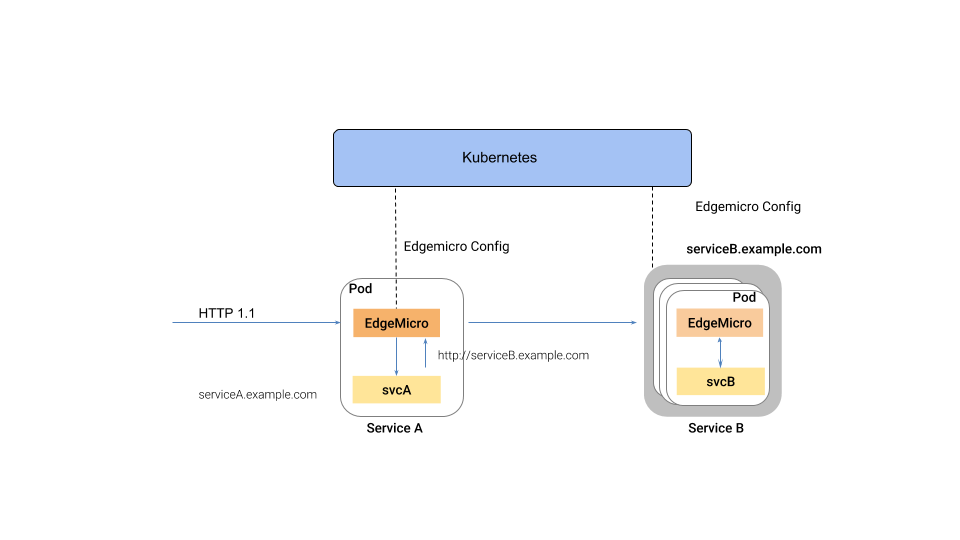 Kubernetes
Edgemicro Config
Edgemicro Config
serviceB.example.com
Pod
Pod
HTTP 1.1
EdgeMicro
EdgeMicro
http://serviceB.example.com
svcA
svcB
serviceA.example.com
Service A
Service B